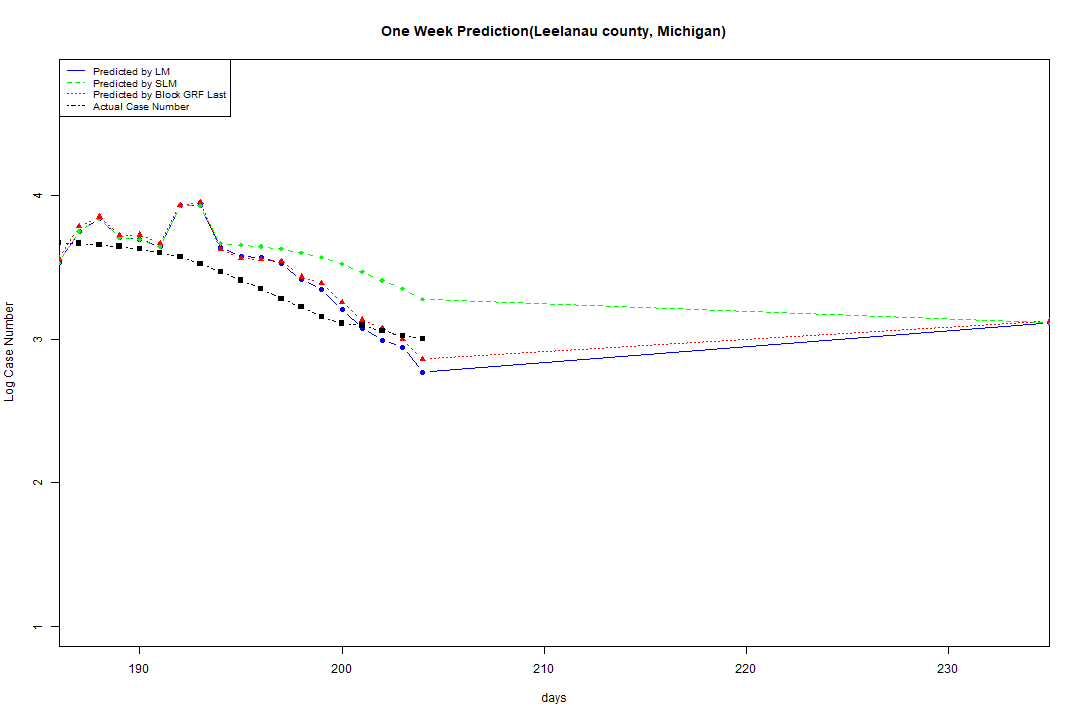 One Week Prediction(Leelanau county, Michigan)
Predicted by LM
Predicted by SLM
Predicted by Block GRF Last
Actual Case Number
4
3
2
1
Log Case Number
190 200 210 220 230
days